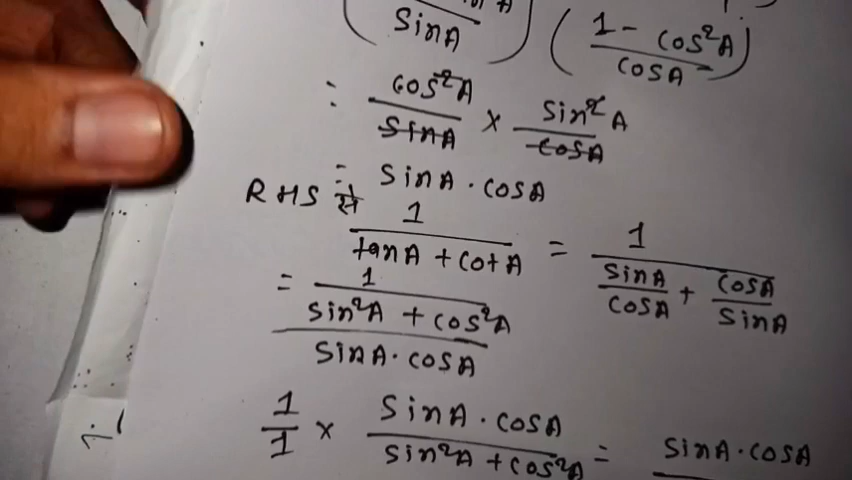 SinA
1 - cos²A
cosA
= cos²A / sinA × sin²A / cosA
= sinA . cosA
RHS से
1 / tanA + cotA = 1 / sinA/cosA + cosA/sinA
= 1 / sin²A + cos²A / sinA . cosA
1/1 × sinA . cosA / sin²A + cos²A = sinA . cosA